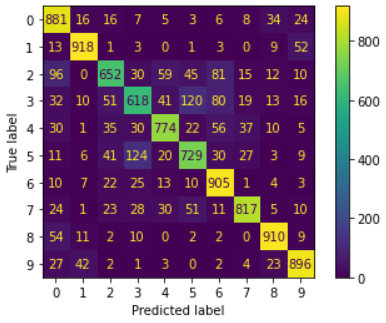 0 881 16 16 7 5 3 6 8 34 24
1 13 918 1 3 0 1 3 0 9 52
2 96 0 652 30 59 45 81 15 12 10
3 32 10 51 618 41 120 80 19 13 16
4 30 1 35 30 774 22 56 37 10 5
5 11 6 41 124 20 729 30 27 3 9
6 10 7 22 25 13 10 905 1 4 3
7 24 1 23 28 30 51 11 817 5 10
8 54 11 2 10 0 2 2 0 910 9
9 27 42 2 1 3 0 2 4 23 896
0 1 2 3 4 5 6 7 8 9
Predicted label
True label
800
600
400
200
0